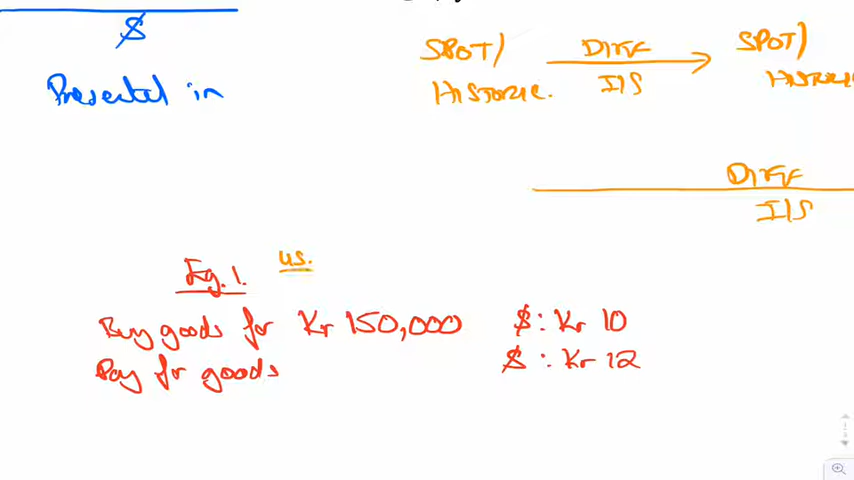 $
Presented in
SPOT/
HISTORIC.
DIFF
I/S
SPOT/
HISTORIC
DIFF
I/S
Eg.1. US.
Buy goods for Kr 150,000 $: Kr 10
Pay for goods $: Kr 12